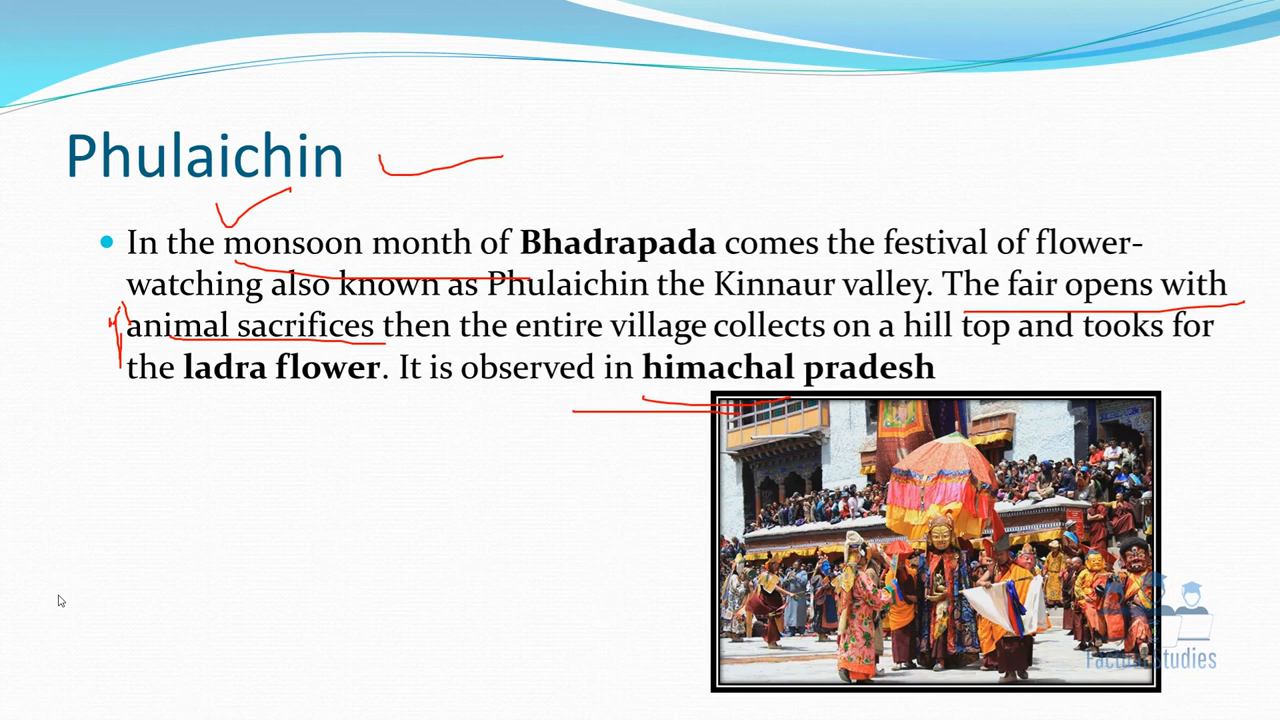 Phulaichin
In the monsoon month of Bhadrapada comes the festival of flower-
watching also known as Phulaichin the Kinnaur valley. The fair opens with
animal sacrifices then the entire village collects on a hill top and tooks for
the ladra flower. It is observed in himachal pradesh
Studies